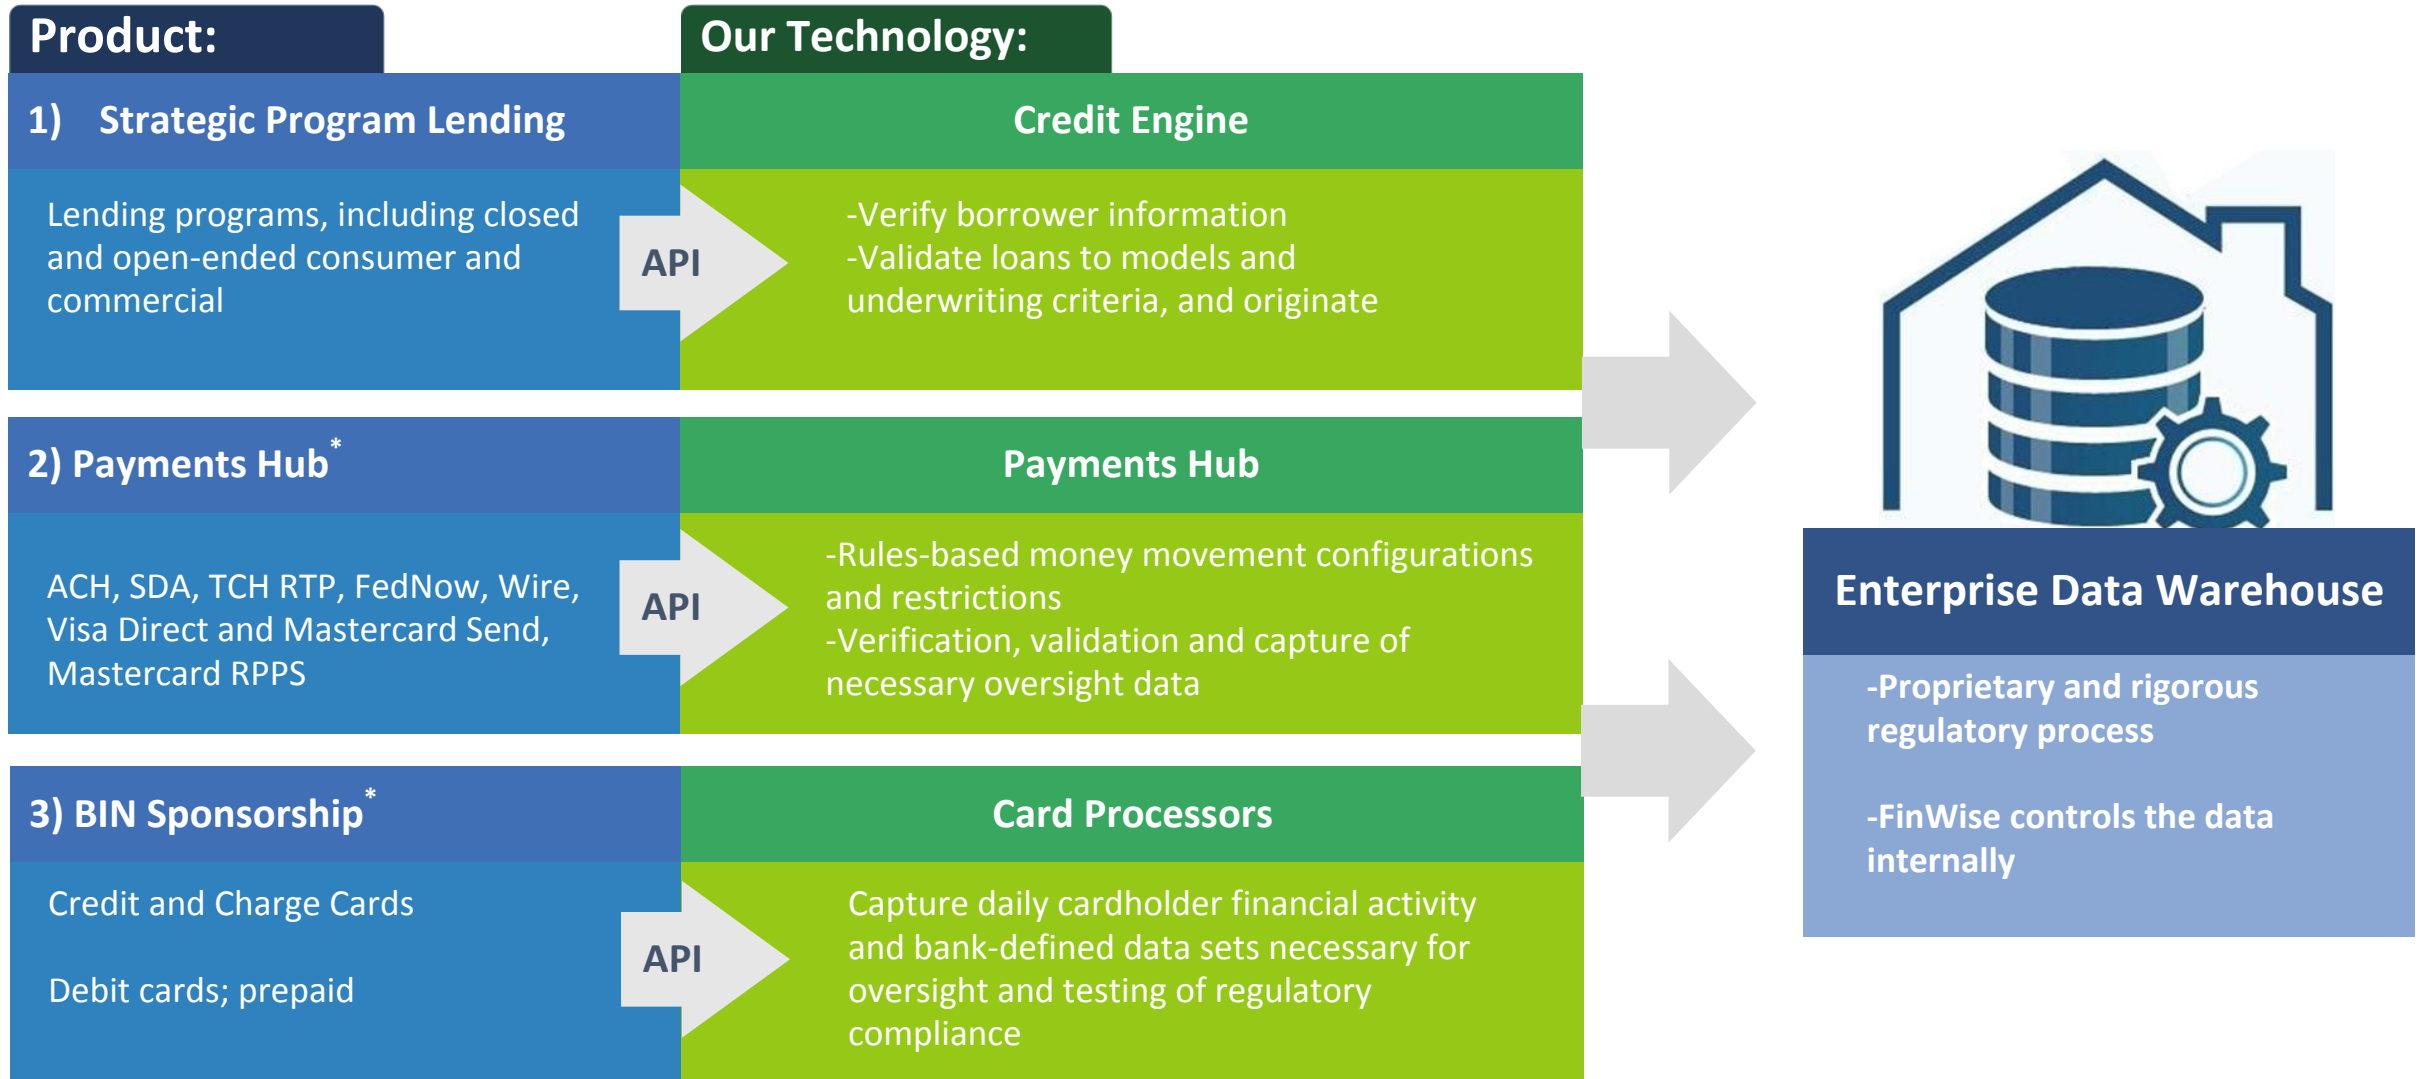 Product:
Our Technology:
1) Strategic Program Lending
Credit Engine
Lending programs, including closed
and open-ended consumer and
commercial
API
-Verify borrower information
-Validate loans to models and
underwriting criteria, and originate
2) Payments Hub*
Payments Hub
ACH, SDA, TCH RTP, FedNow, Wire,
Visa Direct and Mastercard Send,
Mastercard RPPS
API
-Rules-based money movement configurations
and restrictions
-Verification, validation and capture of
necessary oversight data
3) BIN Sponsorship*
Card Processors
Credit and Charge Cards
Debit cards; prepaid
API
Capture daily cardholder financial activity
and bank-defined data sets necessary for
oversight and testing of regulatory
compliance
Enterprise Data Warehouse
-Proprietary and rigorous
regulatory process
-FinWise controls the data
internally